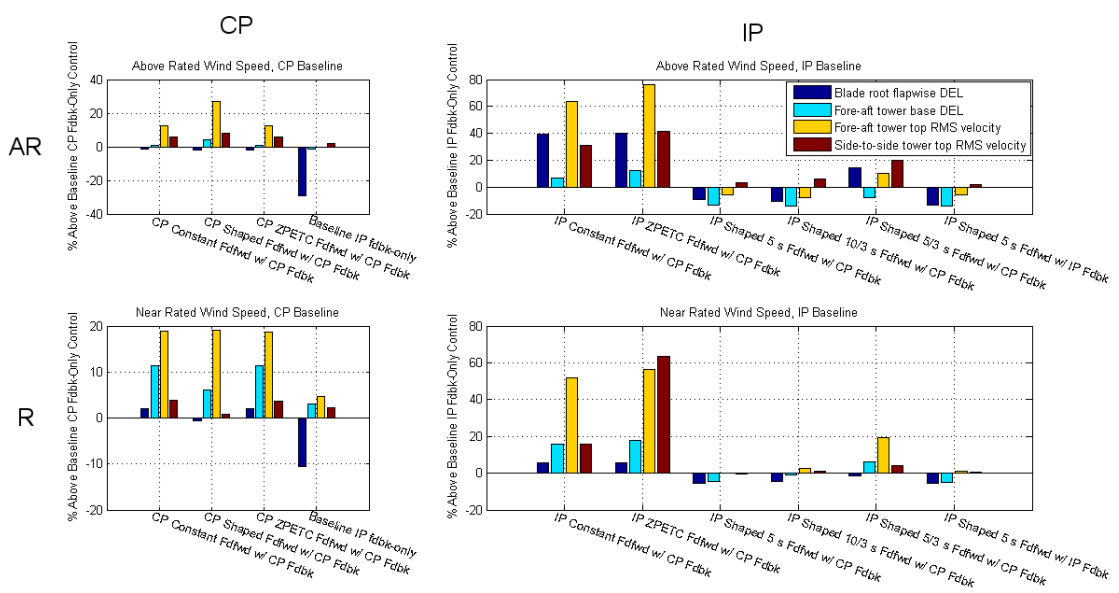 CP
IP
AR
R
Above Rated Wind Speed, CP Baseline
% Above Baseline CP Fdbk-Only Control
40
20
0
-20
-40
CP Constant Fdfwd w/ CP Fdbk
CP Shaped Fdfwd w/ CP Fdbk
CP ZPETC Fdfwd w/ CP Fdbk
Baseline IP fdbk-only
Above Rated Wind Speed, IP Baseline
% Above Baseline IP Fdbk-Only Control
80
60
40
20
0
-20
Blade root flapwise DEL
Fore-aft tower base DEL
Fore-aft tower top RMS velocity
Side-to-side tower top RMS velocity
IP Constant Fdfwd w/ CP Fdbk
IP ZPETC Fdfwd w/ CP Fdbk
IP Shaped 5 s Fdfwd w/ CP Fdbk
IP Shaped 10/3 s Fdfwd w/ CP Fdbk
IP Shaped 5/3 s Fdfwd w/ CP Fdbk
IP Shaped 5 s Fdfwd w/ IP Fdbk
Near Rated Wind Speed, CP Baseline
% Above Baseline CP Fdbk-Only Control
20
10
0
-10
-20
CP Constant Fdfwd w/ CP Fdbk
CP Shaped Fdfwd w/ CP Fdbk
CP ZPETC Fdfwd w/ CP Fdbk
Baseline IP fdbk-only
Near Rated Wind Speed, IP Baseline
% Above Baseline IP Fdbk-Only Control
80
60
40
20
0
-20
IP Constant Fdfwd w/ CP Fdbk
IP ZPETC Fdfwd w/ CP Fdbk
IP Shaped 5 s Fdfwd w/ CP Fdbk
IP Shaped 10/3 s Fdfwd w/ CP Fdbk
IP Shaped 5/3 s Fdfwd w/ CP Fdbk
IP Shaped 5 s Fdfwd w/ IP Fdbk